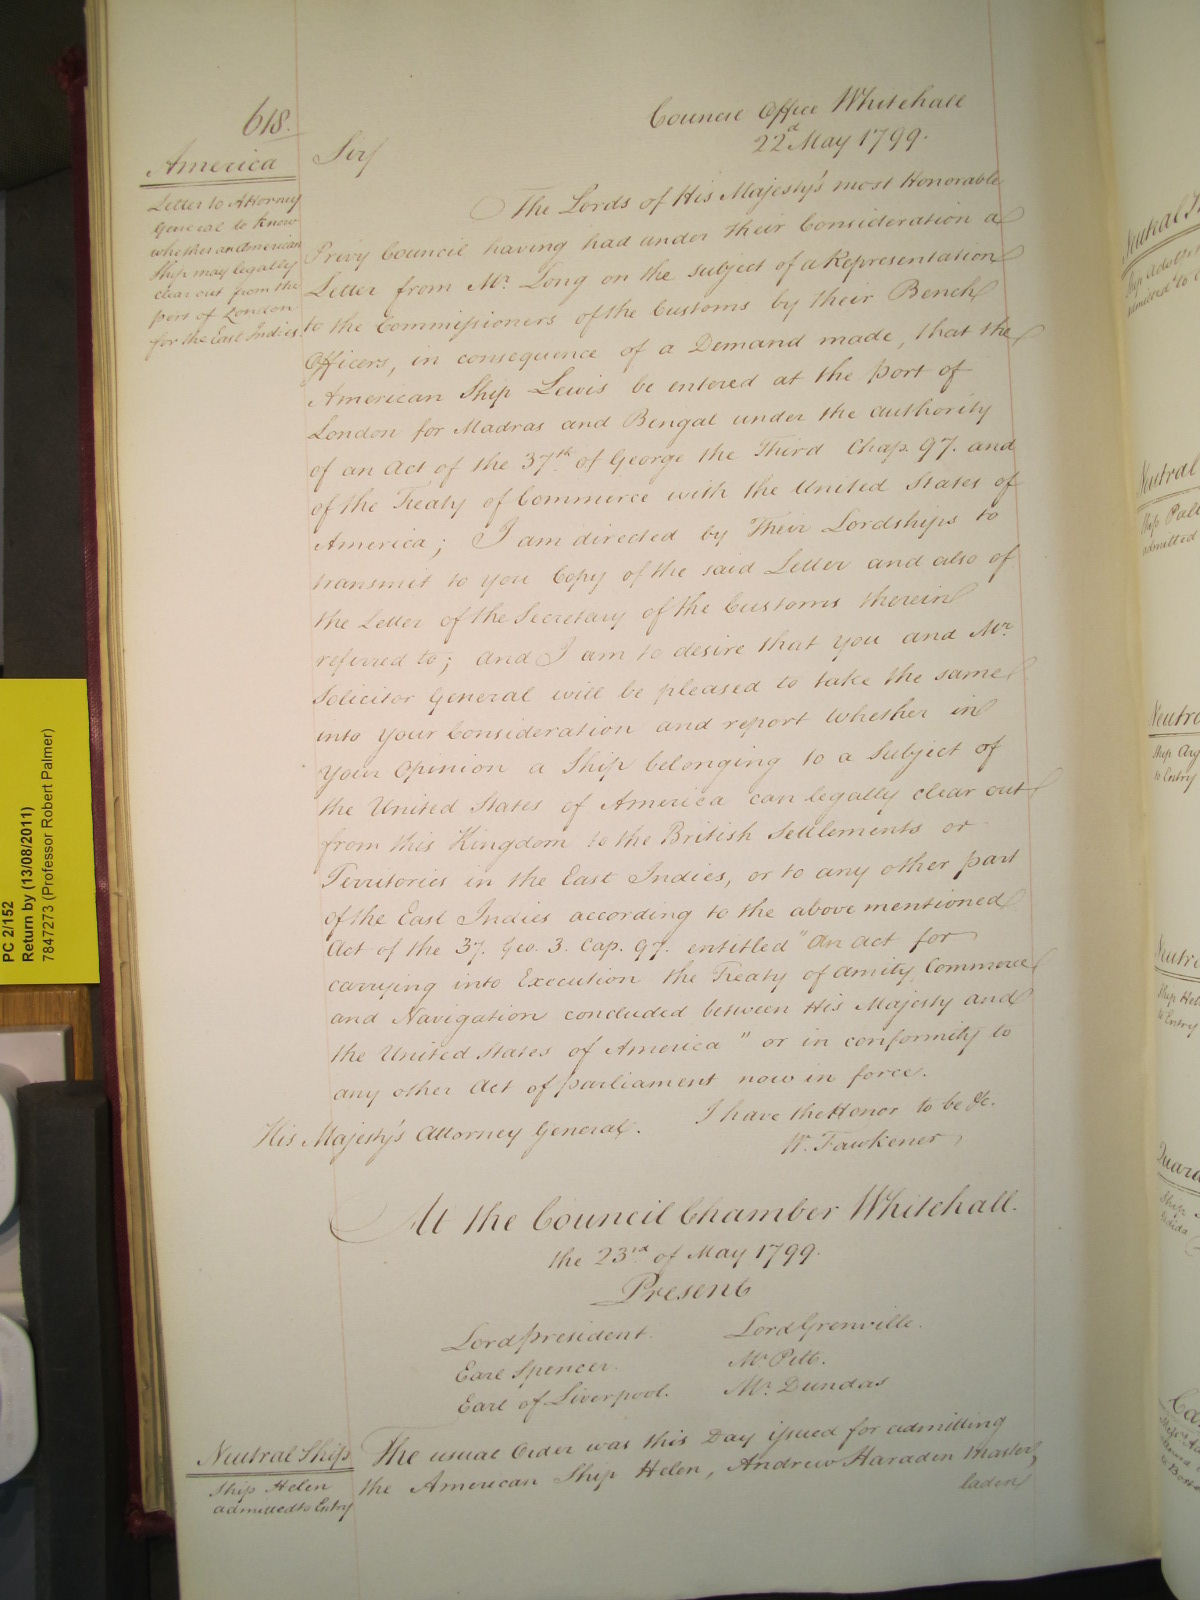 618.
Council Office Whitehall
22d May 1799.
America
Letter to Attorney
General to know
whether an American
Ship may legally
clear out from the
port of London
for the East Indies.
Sir
The Lords of His Majesty's most Honorable
Privy Council having had under their Consideration a
Letter from Mr. Long on the subject of a Representation
to the Commissioners of the Customs by their Bench
Officers, in consequence of a Demand made, that the
American Ship Lewis be entered at the port of
London for Madras and Bengal under the authority
of an Act of the 37th of George the Third Chap. 97. and
of the Treaty of Commerce with the United States of
America; I am directed by Their Lordships to
transmit to you Copy of the said Letter and also of
the Letter of the Secretary of the Customs therein
referred to; and I am to desire that you and Mr.
Solicitor General will be pleased to take the same
into your Consideration and report whether in
your Opinion a Ship belonging to a Subject of
the United States of America can legally clear out
from this Kingdom to the British Settlements or
Territories in the East Indies, or to any other part
of the East Indies according to the above mentioned
Act of the 37. Geo. 3. Cap. 97. entitled "An act for
carrying into Execution the Treaty of Amity Commerce
and Navigation concluded between His Majesty and
the United States of America" or in conformity to
any other Act of parliament now in force.
I have the Honor to be &c.
His Majesty's Attorney General.
W. Fawkener
At the Council Chamber Whitehall.
the 23rd of May 1799.
Present
Lord President. Lord Grenville.
Earl Spencer. Mr. Pitt.
Earl of Liverpool. Mr. Dundas
Neutral Ships
Ship Helen
admitted to Entry
The usual Order was this Day issued for admitting
the American Ship Helen, Andrew Haraden Master,
laden
PC 2/152
Return by (13/08/2011)
7847273 (Professor Robert Palmer)
Neutral
admitted to
Neutral
Ship
admitted
Ship
to Entry
to Entry
Ship